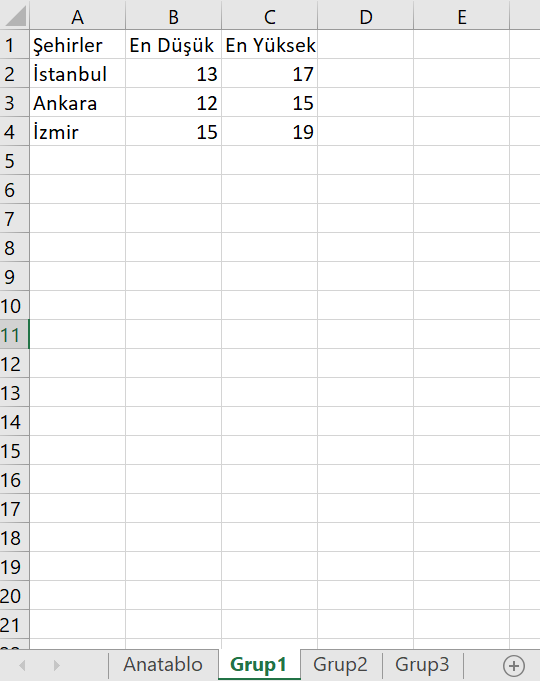 A B C D E
1 Şehirler En Düşük En Yüksek
2 İstanbul 13 17
3 Ankara 12 15
4 İzmir 15 19
5
6
7
8
9
10
11
12
13
14
15
16
17
18
19
20
21
Anatablo Grup1 Grup2 Grup3